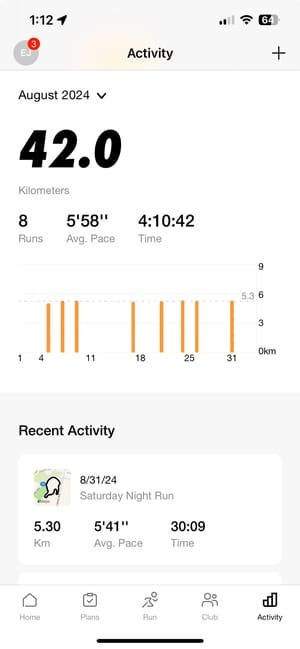 1:12
64
EJ
3
Activity
+
August 2024
42.0
Kilometers
8 5'58'' 4:10:42
Runs Avg. Pace Time
9
5.3 6
3
0km
1 4 11 18 25 31
Recent Activity
8/31/24
Saturday Night Run
5.30 5'41'' 30:09
Km Avg. Pace Time
Home Plans Run Club Activity